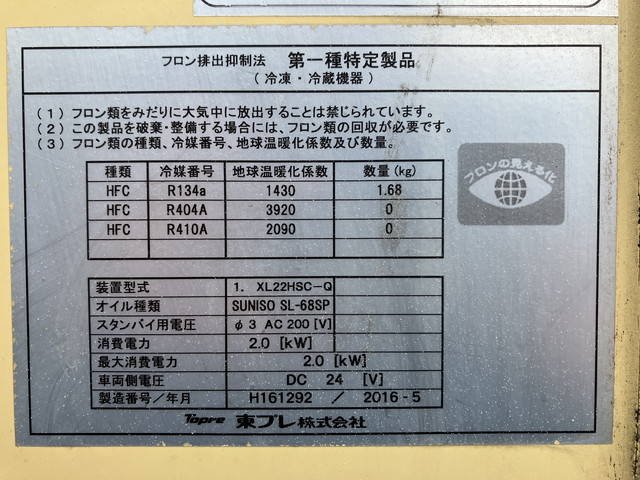 フロン排出抑制法 第一種特定製品
(冷凍・冷蔵機器)
(1) フロン類をみだりに大気中に放出することは禁じられています。
(2) この製品を破棄・整備する場合には、フロン類の回収が必要です。
(3) フロン類の種類、冷媒番号、地球温暖化係数及び数量。
種類 冷媒番号 地球温暖化係数 数量(kg)
HFC R134a 1430 1.68
HFC R404A 3920 0
HFC R410A 2090 0
フロンの見える化
装置型式 1. XL22HSC-Q
オイル種類 SUNISO SL-68SP
スタンバイ用電圧 φ3 AC 200 [V]
消費電力 2.0 [kW]
最大消費電力 2.0 [kW]
車両側電圧 DC 24 [V]
製造番号/年月 H161292 / 2016-5
Topre 東プレ株式会社